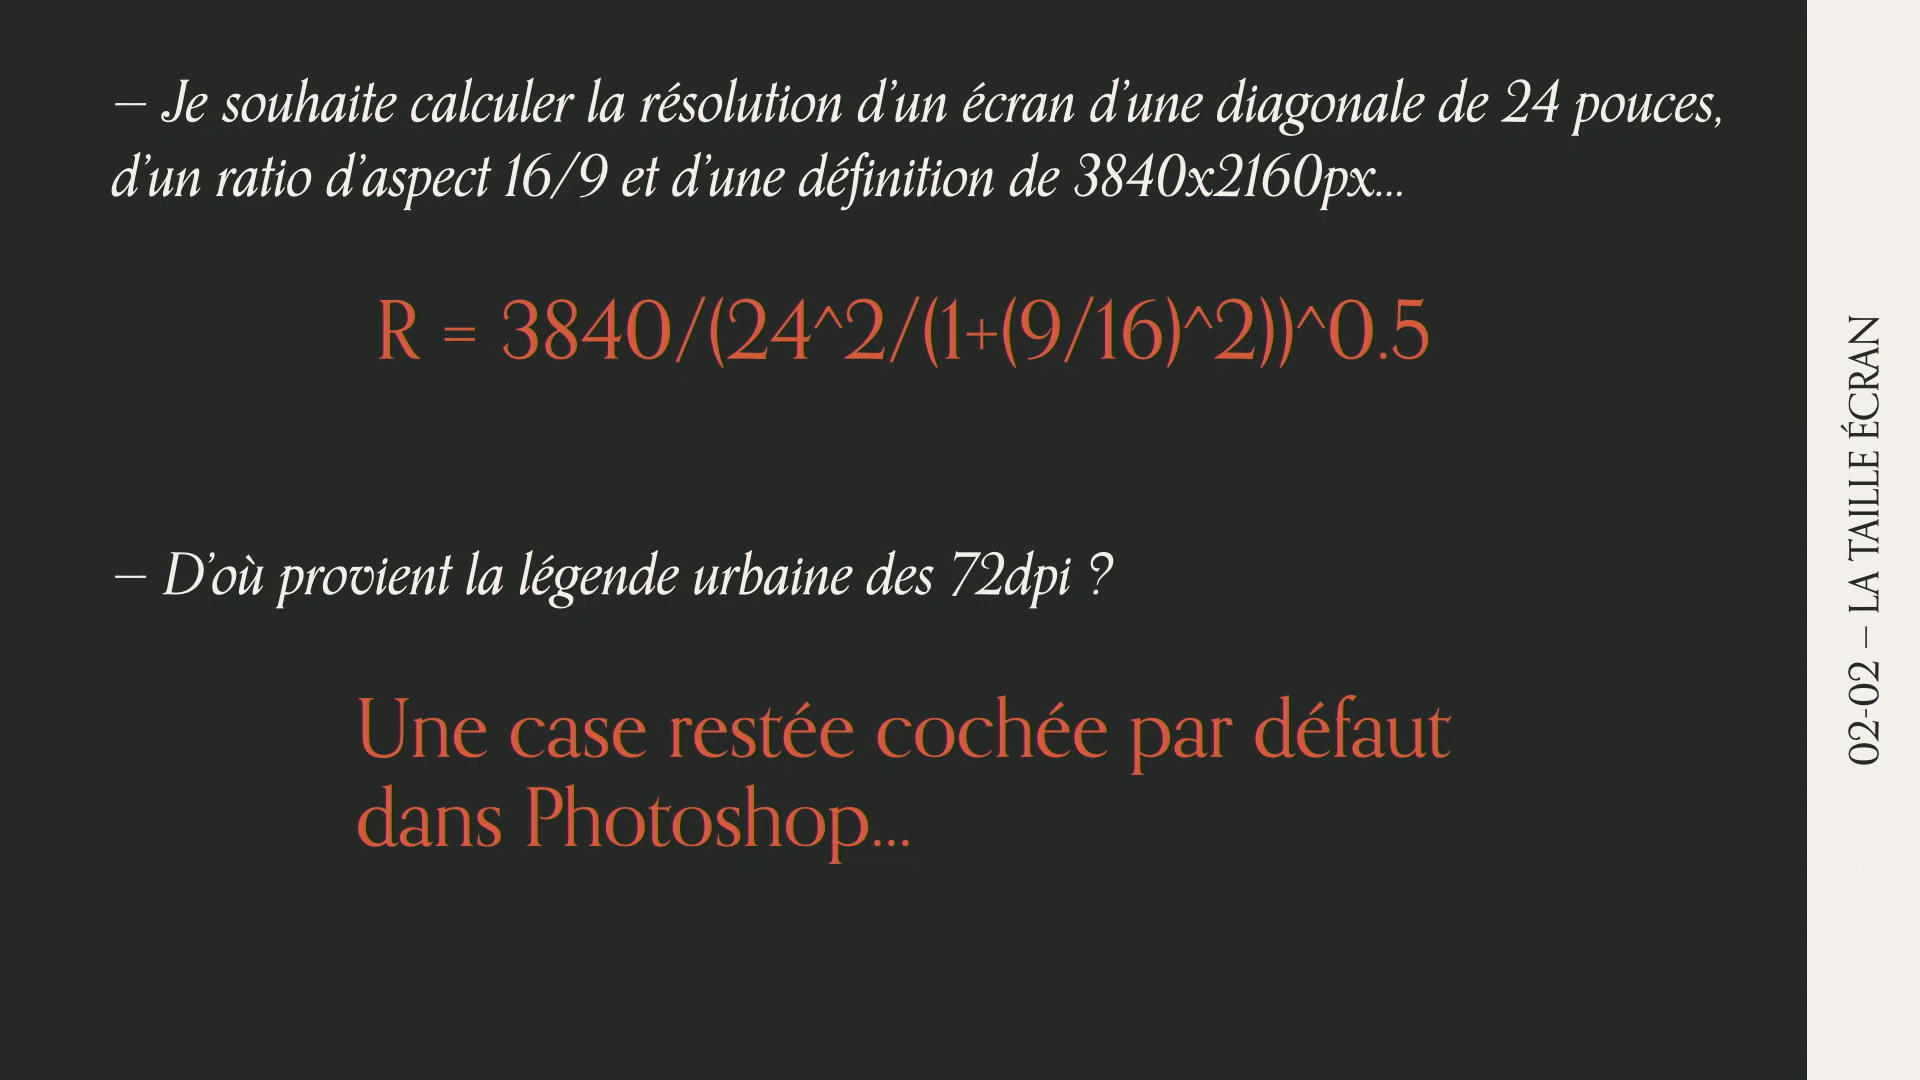 – Je souhaite calculer la résolution d’un écran d’une diagonale de 24 pouces,
d’un ratio d’aspect 16/9 et d’une définition de 3840x2160px...
R = 3840/(24^2/(1+(9/16)^2))^0.5
– D’où provient la légende urbaine des 72dpi ?
Une case restée cochée par défaut
dans Photoshop...
02-02 – LA TAILLE ÉCRAN